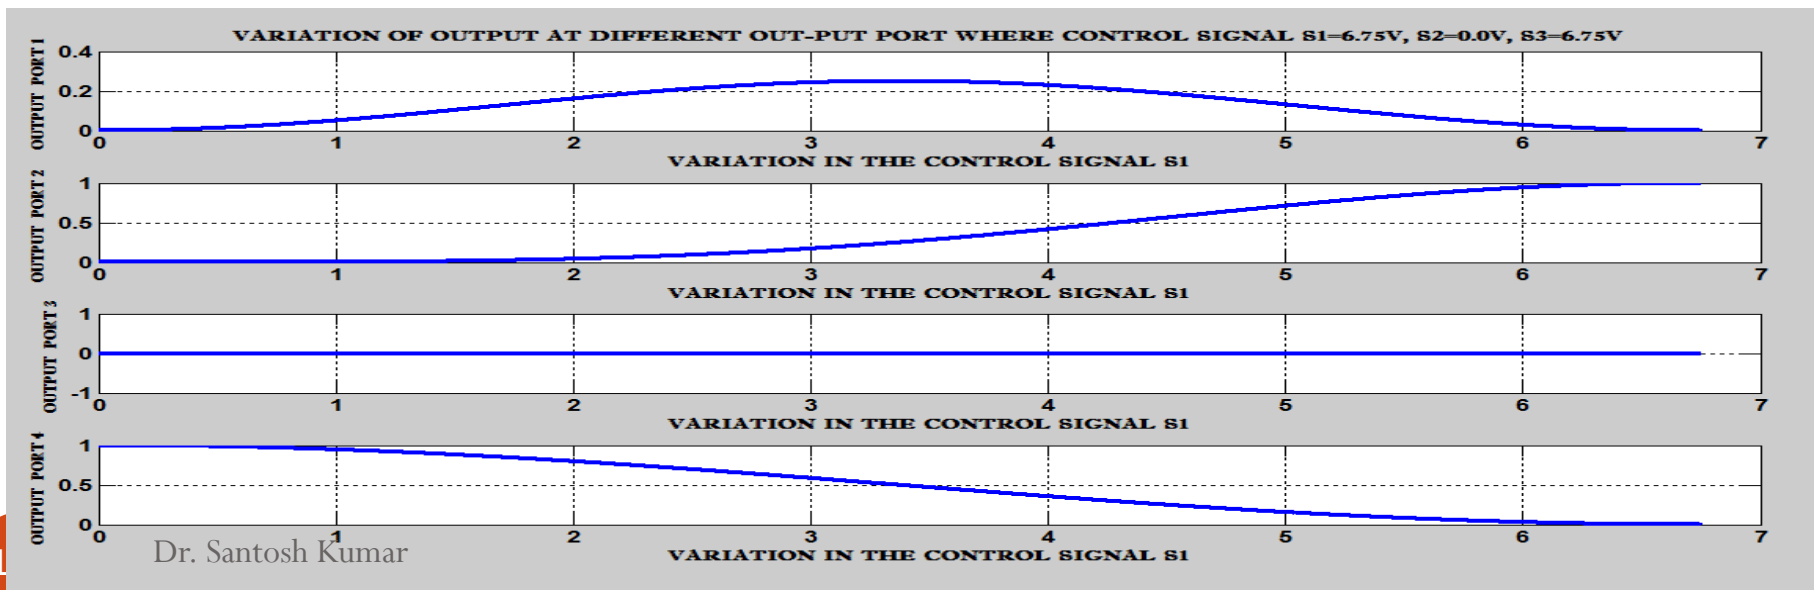 VARIATION OF OUTPUT AT DIFFERENT OUT-PUT PORT WHERE CONTROL SIGNAL S1=6.75V, S2=0.0V, S3=6.75V
OUTPUT PORT 1
0.4
0.2
0
0 1 2 3 4 5 6 7
VARIATION IN THE CONTROL SIGNAL S1
OUTPUT PORT 2
1
0.5
0
0 1 2 3 4 5 6 7
VARIATION IN THE CONTROL SIGNAL S1
OUTPUT PORT 3
1
0
-1
0 1 2 3 4 5 6 7
VARIATION IN THE CONTROL SIGNAL S1
OUTPUT PORT 4
1
0.5
0
0 1 2 3 4 5 6 7
VARIATION IN THE CONTROL SIGNAL S1
Dr. Santosh Kumar